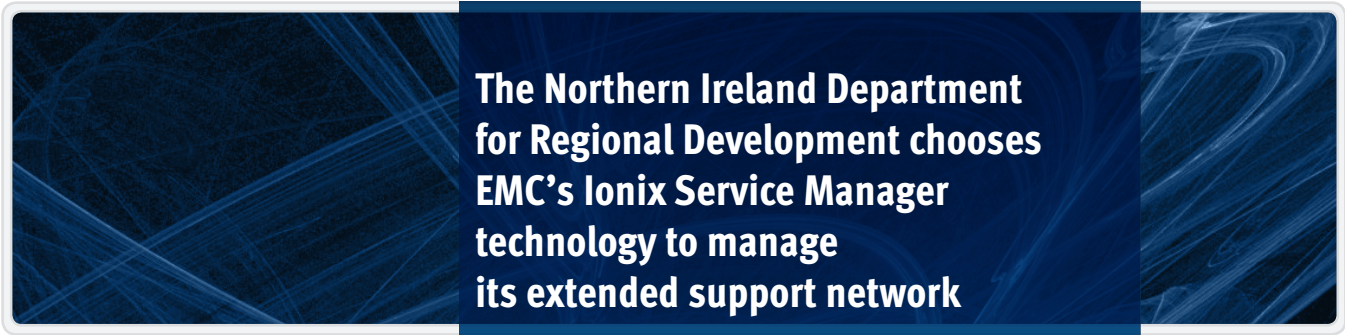 The Northern Ireland Department
for Regional Development chooses
EMC’s Ionix Service Manager
technology to manage
its extended support network